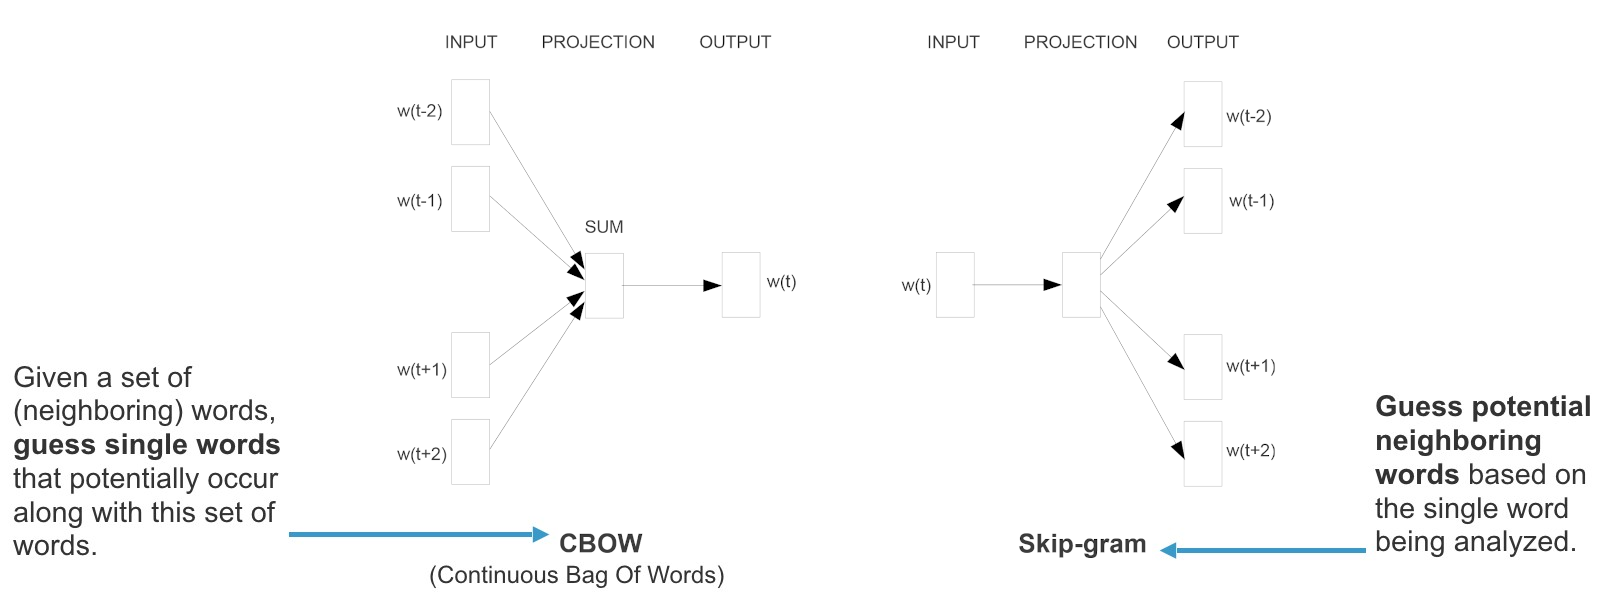 INPUT PROJECTION OUTPUT
w(t-2)
w(t-1)
SUM
w(t)
w(t+1)
w(t+2)
Given a set of
(neighboring) words,
guess single words
that potentially occur
along with this set of
words.
CBOW
(Continuous Bag Of Words)
INPUT PROJECTION OUTPUT
w(t-2)
w(t-1)
w(t)
w(t+1)
w(t+2)
Guess potential
neighboring
words based on
the single word
being analyzed.
Skip-gram